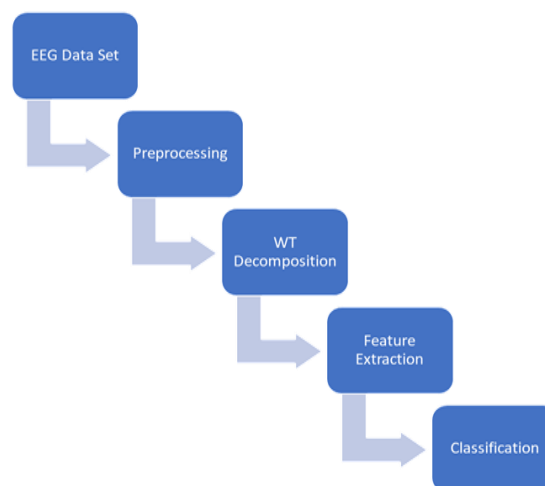 EEG Data Set
Preprocessing
WT
Decomposition
Feature
Extraction
Classification